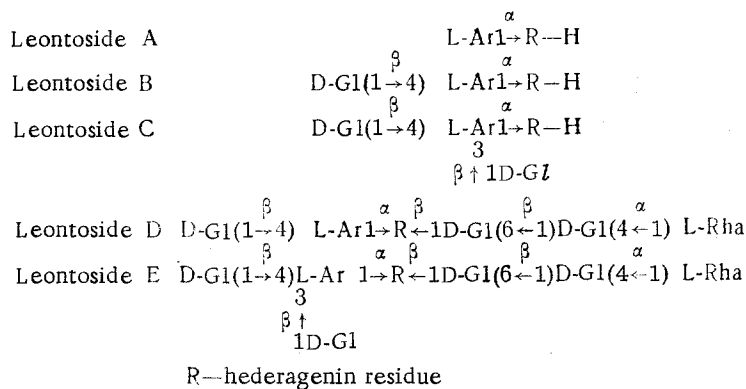 α
Leontoside A L-Ar1→R—H
β α
Leontoside B D-Gl(1→4) L-Ar1→R—H
β α
Leontoside C D-Gl(1→4) L-Ar1→R—H
3
β ↑ 1D-Gl
β α β β α
Leontoside D D-Gl(1→4) L-Ar1→R←1D-Gl(6←1)D-Gl(4←1) L-Rha
β α β β α
Leontoside E D-Gl(1→4)L-Ar 1→R←1D-Gl(6←1)D-Gl(4←1) L-Rha
3
β ↑
1D-Gl
R—hederagenin residue